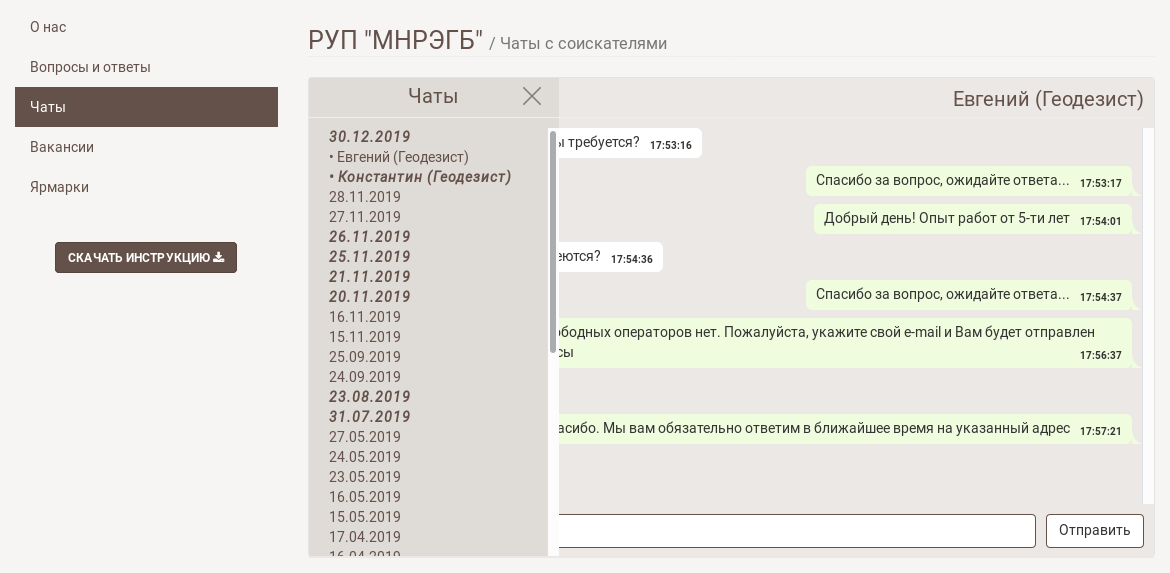 О нас
Вопросы и ответы
Чаты
Вакансии
Ярмарки
СКАЧАТЬ ИНСТРУКЦИЮ
РУП "МНРЭГБ" / Чаты с соискателями
Чаты
30.12.2019
• Евгений (Геодезист)
• Константин (Геодезист)
28.11.2019
27.11.2019
26.11.2019
25.11.2019
21.11.2019
20.11.2019
16.11.2019
15.11.2019
25.09.2019
24.09.2019
23.08.2019
31.07.2019
27.05.2019
24.05.2019
23.05.2019
16.05.2019
15.05.2019
17.04.2019
16.04.2019
Евгений (Геодезист)
требуется? 17:53:16
Спасибо за вопрос, ожидайте ответа... 17:53:17
Добрый день! Опыт работ от 5-ти лет 17:54:01
17:54:36
Спасибо за вопрос, ожидайте ответа... 17:54:37
операторов нет. Пожалуйста, укажите свой e-mail и Вам будет отправлен
17:56:37
Мы вам обязательно ответим в ближайшее время на указанный адрес 17:57:21
Отправить